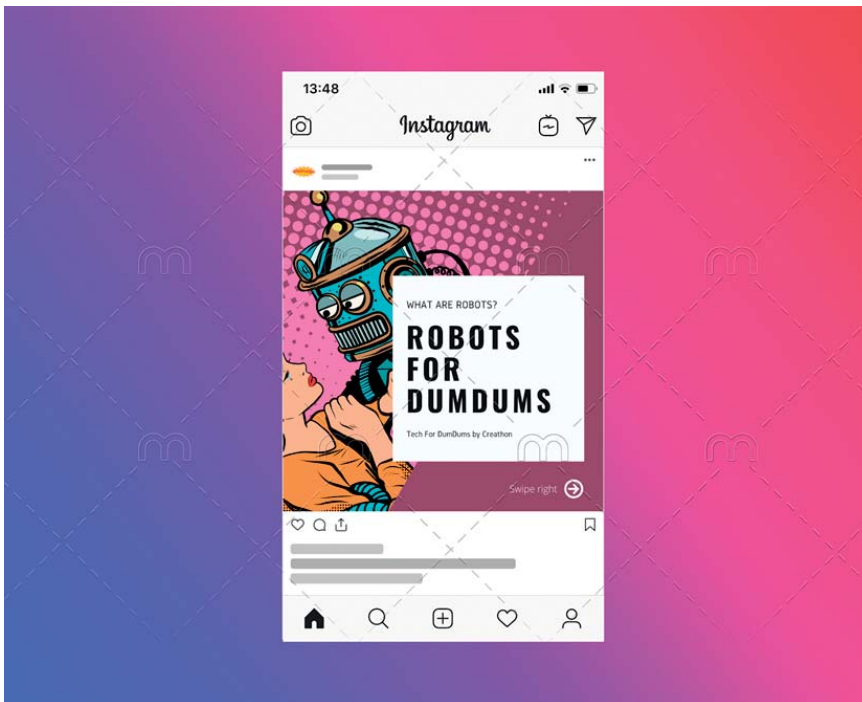 13:48
Instagram
WHAT ARE ROBOTS?
ROBOTS
FOR
DUMDUMS
Tech For DumDums by Creathon
Swipe right